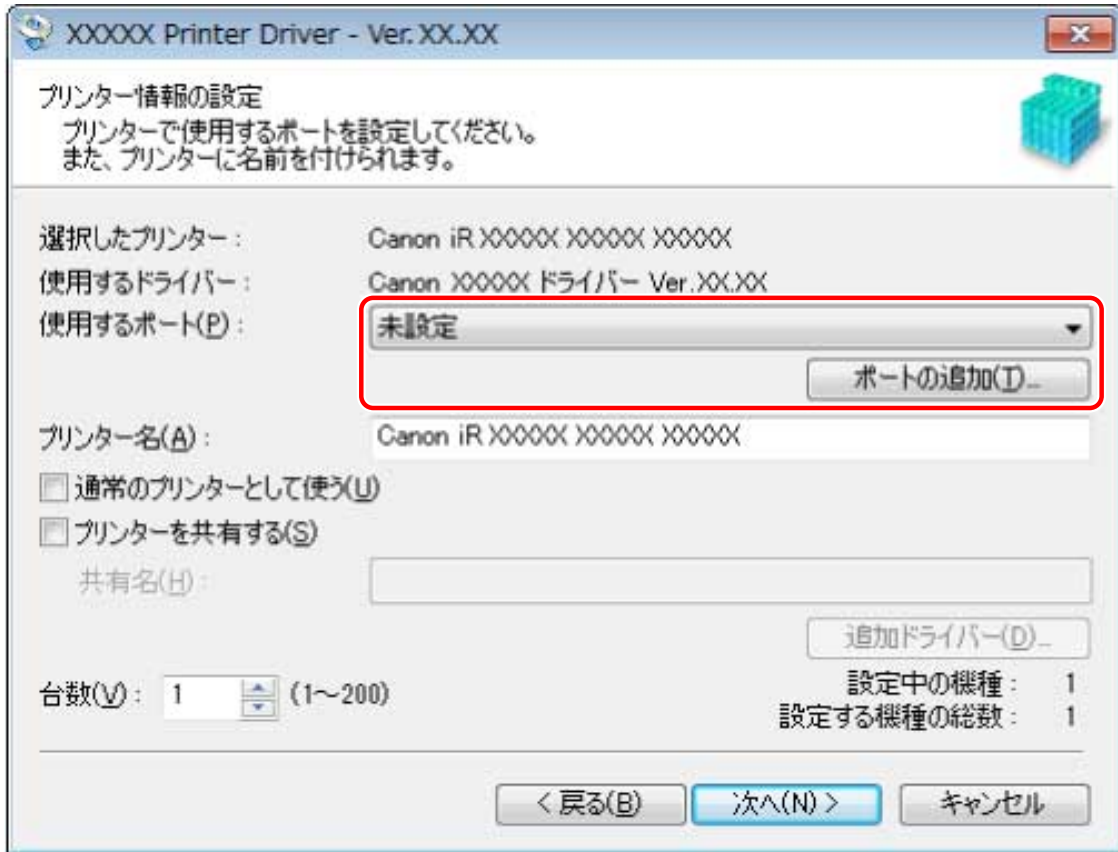 XXXXX Printer Driver - Ver. XX.XX
プリンター情報の設定
プリンターで使用するポートを設定してください。
また、プリンターに名前を付けられます。
選択したプリンター : Canon iR XXXXX XXXXX XXXXX
使用するドライバー : Canon XXXXX ドライバー Ver.XX.XX
使用するポート(P) : 未設定
ポートの追加(T)...
プリンター名(A) : Canon iR XXXXX XXXXX XXXXX
通常のプリンターとして使う(U)
プリンターを共有する(S)
共有名(H) :
追加ドライバー(D)...
台数(V) : 1 (1～200)
設定中の機種 : 1
設定する機種の総数 : 1
< 戻る(B) 次へ(N) > キャンセル